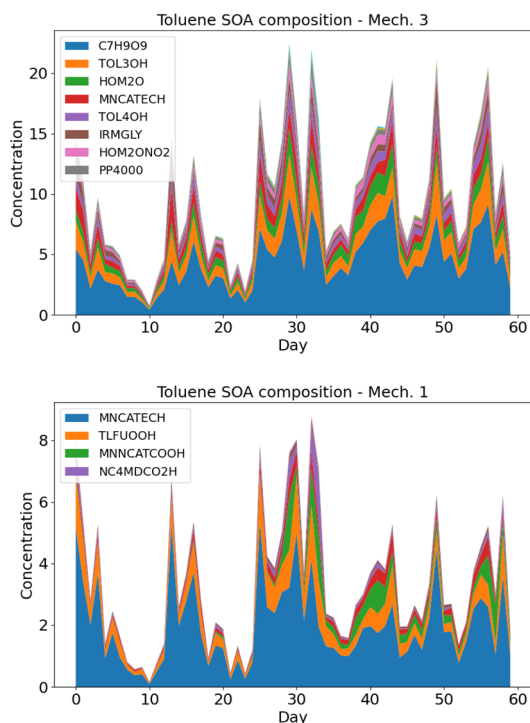 Toluene SOA composition - Mech. 3
C7H9O9
TOL3OH
HOM2O
MNCATECH
TOL4OH
IRMGLY
HOM2ONO2
PP4000
Concentration
20
15
10
5
0
0 10 20 30 40 50 60
Day
Toluene SOA composition - Mech. 1
MNCATECH
TLFUOOH
MNNCATCOOH
NC4MDCO2H
Concentration
8
6
4
2
0
0 10 20 30 40 50 60
Day